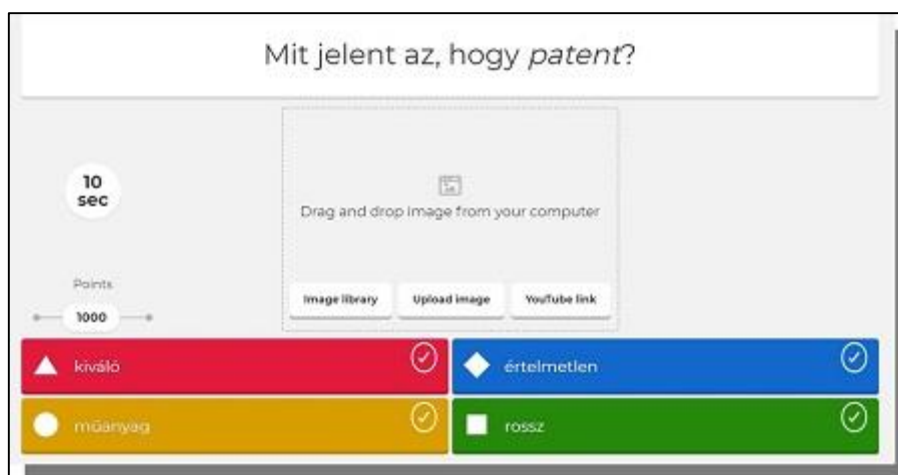 Mit jelent az, hogy patent?
10
sec
Drag and drop image from your computer
Points
1000
Image library
Upload image
YouTube link
kiváló
értelmetlen
műanyag
rossz